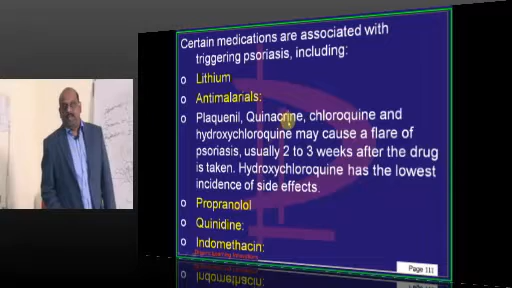 Certain medications are associated with
triggering psoriasis, including:
o Lithium
o Antimalarials:
o Plaquenil, Quinacrine, chloroquine and
hydroxychloroquine may cause a flare of
psoriasis, usually 2 to 3 weeks after the drug
is taken. Hydroxychloroquine has the lowest
incidence of side effects.
o Propranolol
o Quinidine:
o Indomethacin:
Page 111